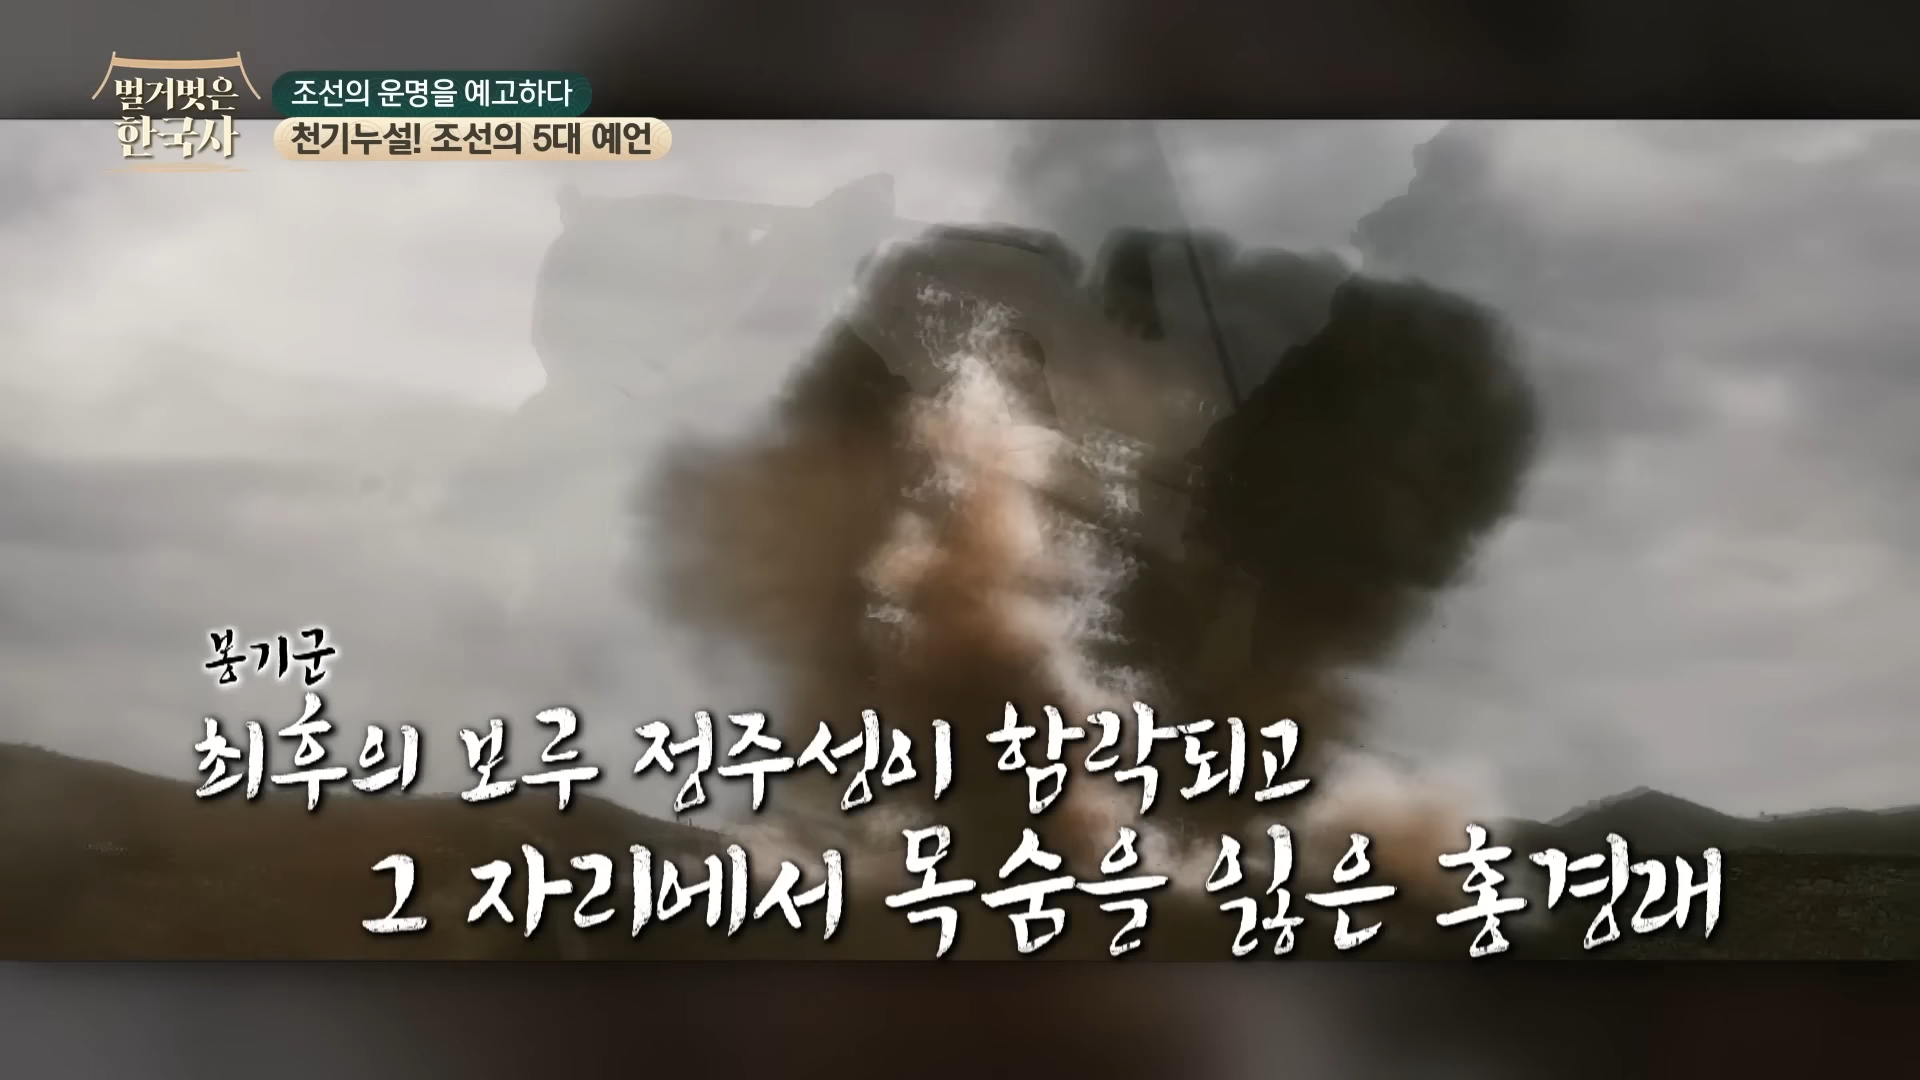 벌거벗은
한국사
조선의 운명을 예고하다
천기누설! 조선의 5대 예언
봉기군
최후의 보루 정주성이 함락되고
그 자리에서 목숨을 잃은 홍경래